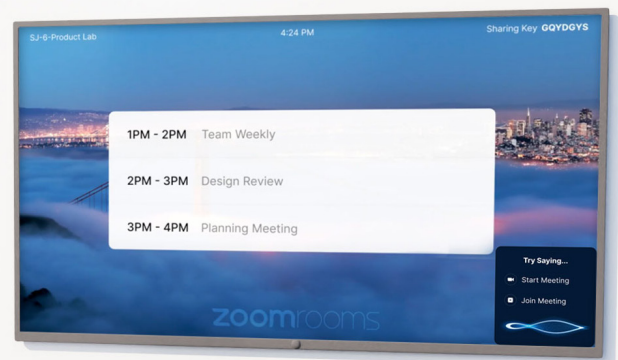 SJ-6-Product Lab
4:24 PM
Sharing Key GQYDGYS
1PM - 2PM Team Weekly
2PM - 3PM Design Review
3PM - 4PM Planning Meeting
Try Saying...
Start Meeting
Join Meeting
zoomrooms